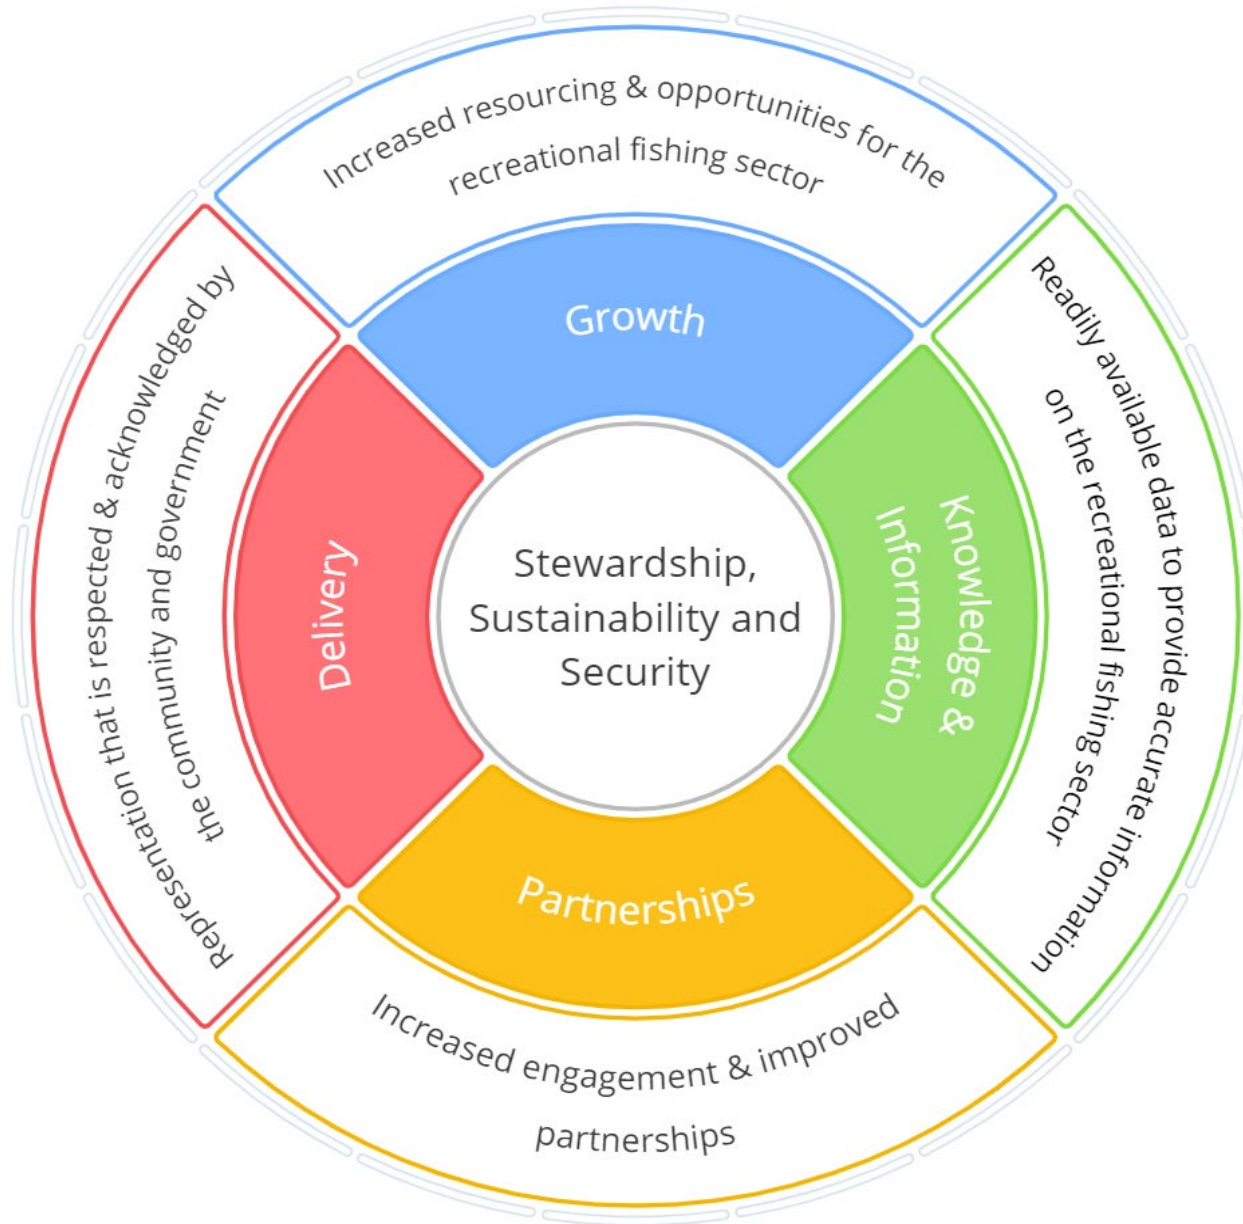 Increased resourcing & opportunities for the
recreational fishing sector
Growth
Readily available data to provide accurate information
on the recreational fishing sector
Knowledge &
Information
Stewardship,
Sustainability and
Security
Delivery
Representation that is respected & acknowledged by
the community and government
Partnerships
Increased engagement & improved
partnerships